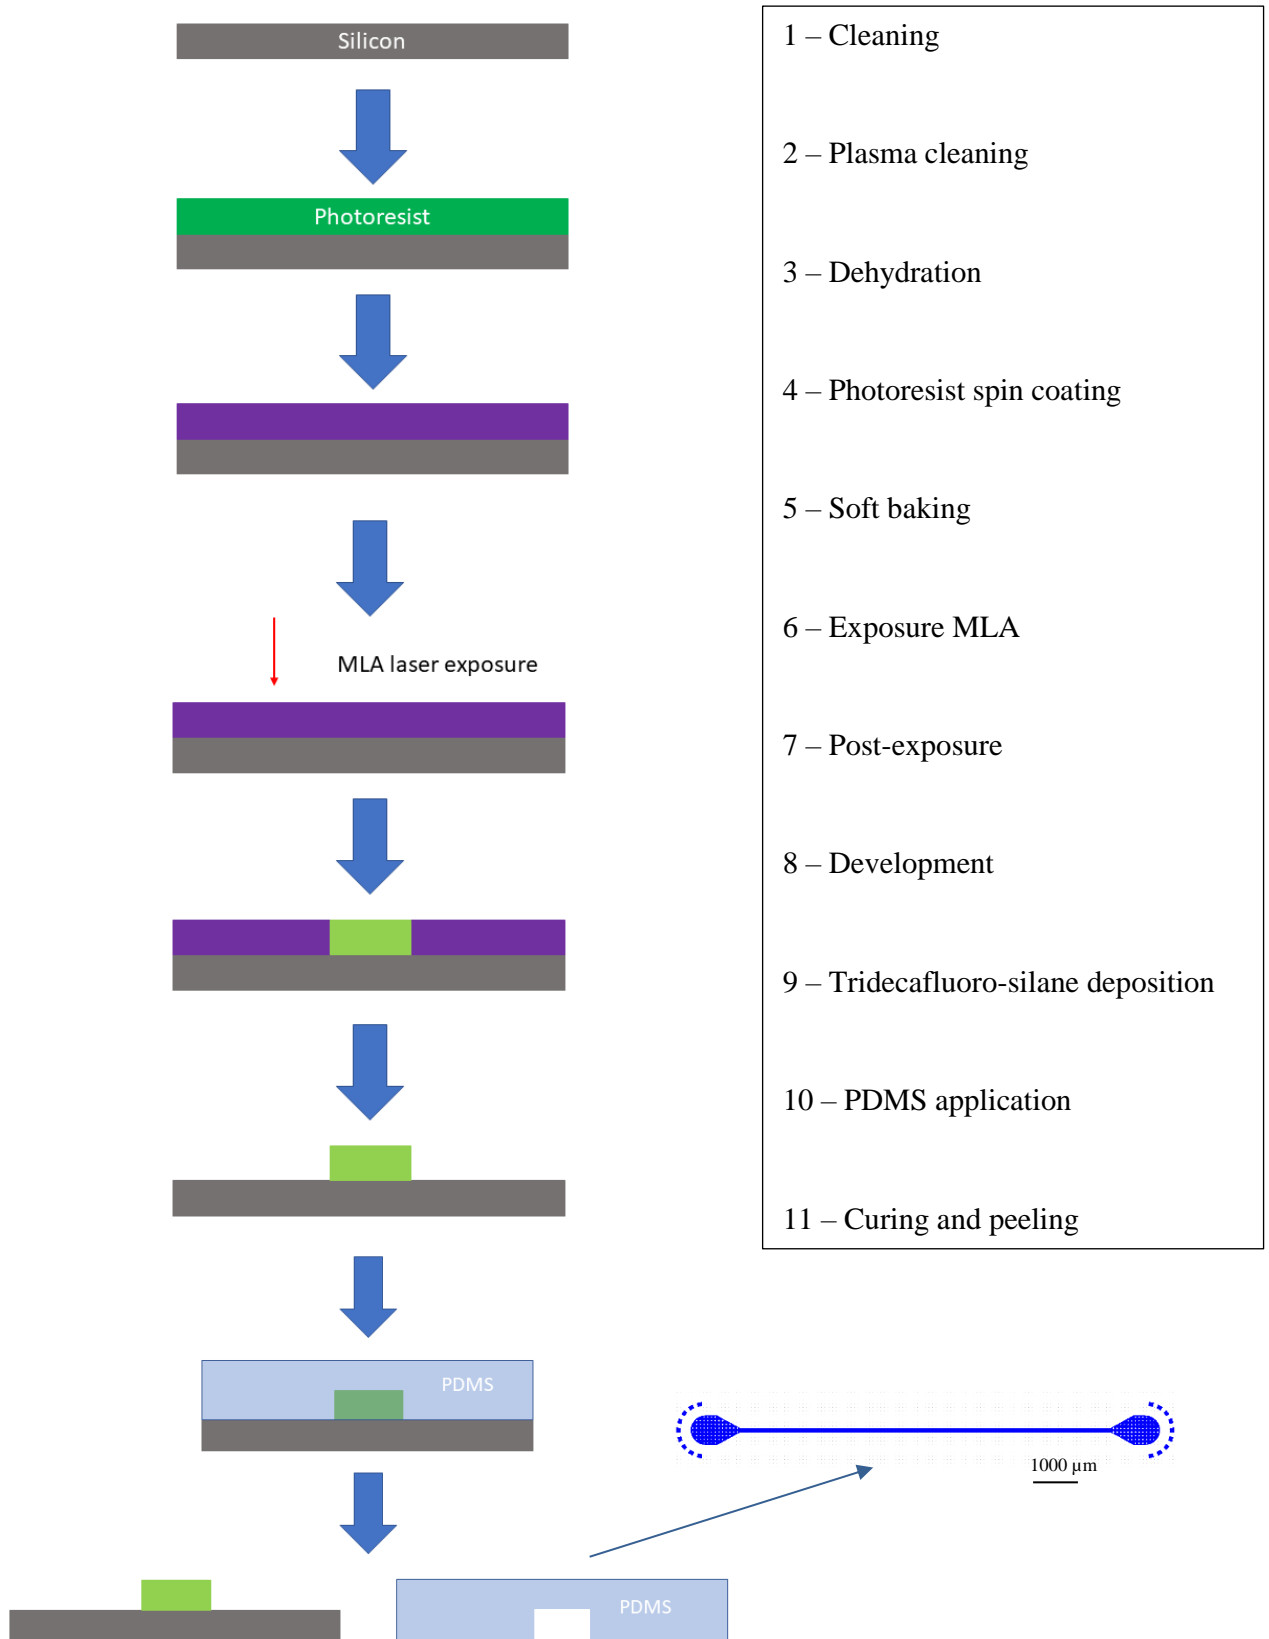 Silicon
Photoresist
MLA laser exposure
PDMS
PDMS
1 – Cleaning
2 – Plasma cleaning
3 – Dehydration
4 – Photoresist spin coating
5 – Soft baking
6 – Exposure MLA
7 – Post-exposure
8 – Development
9 – Tridecafluoro-silane deposition
10 – PDMS application
11 – Curing and peeling
1000 µm